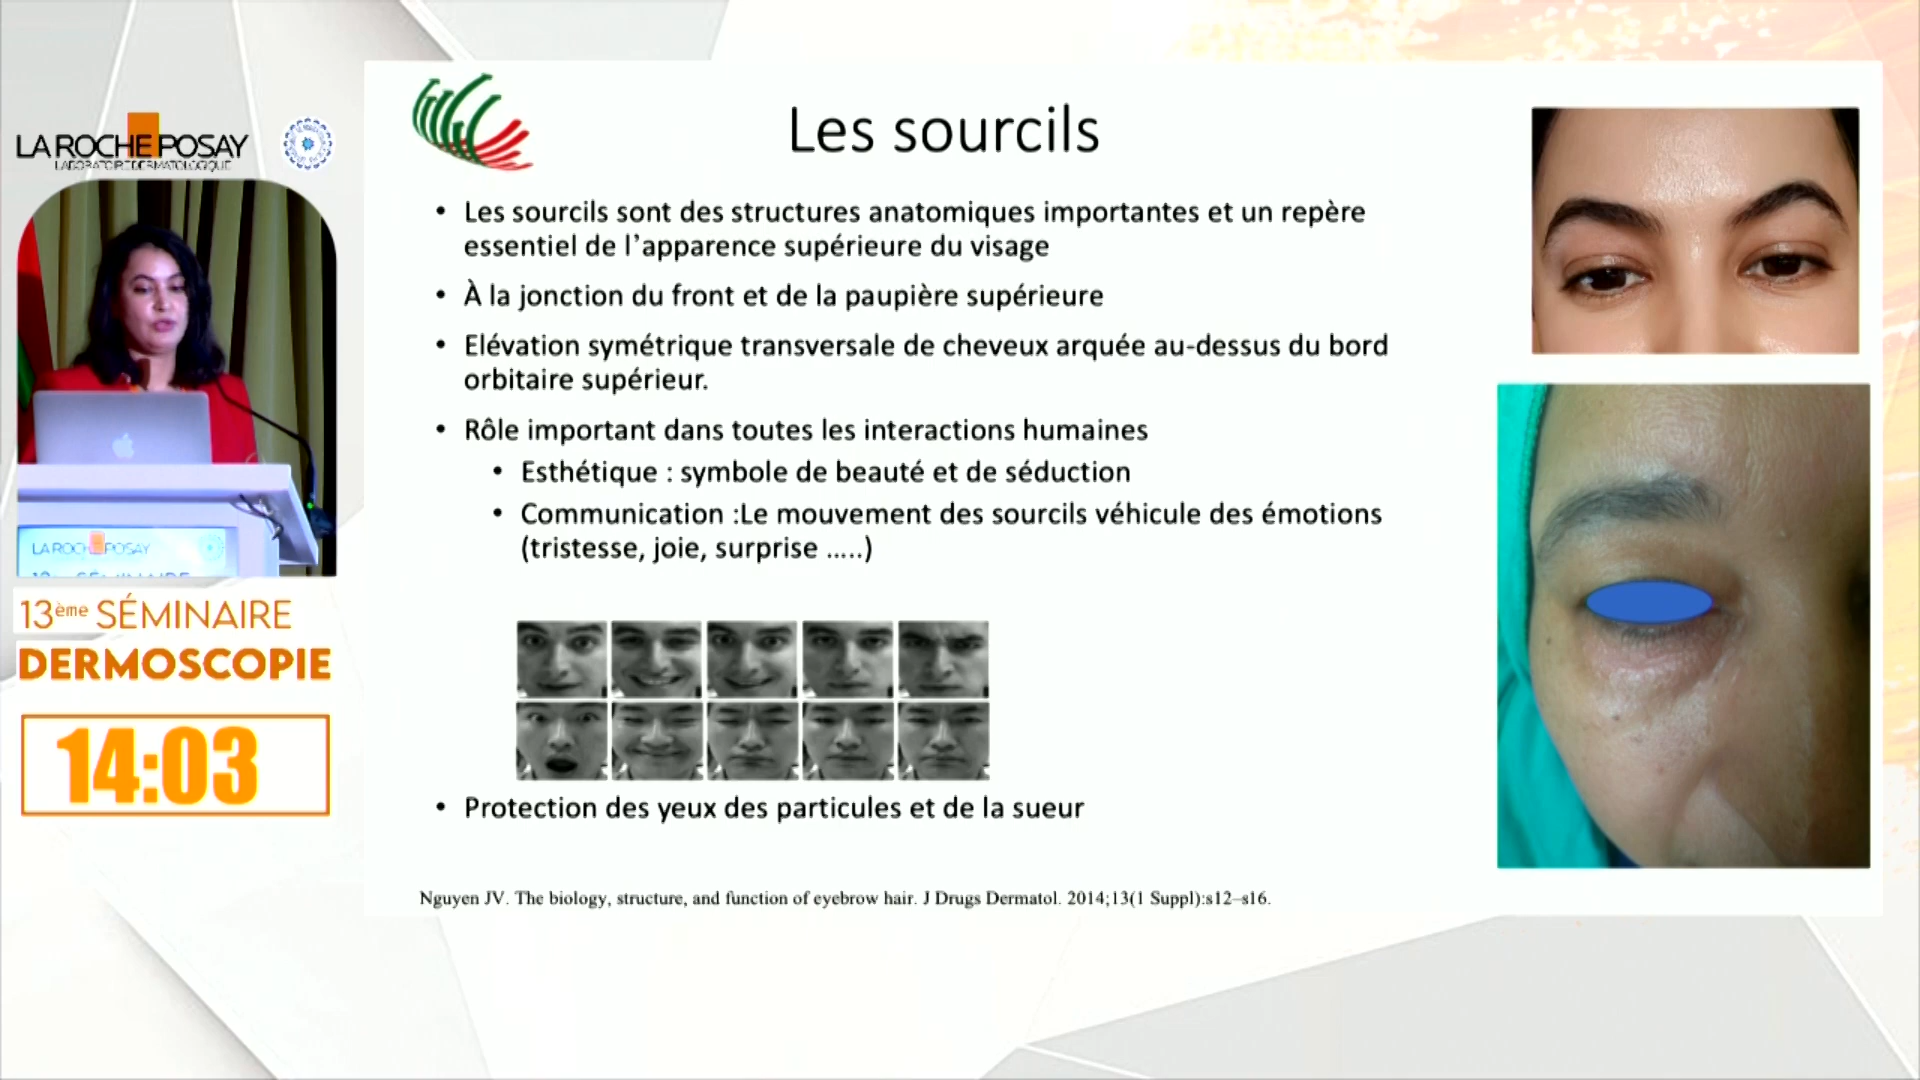 LA ROCHE POSAY
LABORATOIRE DERMATOLOGIQUE
LA ROCHE POSAY
13ème SÉMINAIRE
DERMOSCOPIE
14:03
Les sourcils
• Les sourcils sont des structures anatomiques importantes et un repère
essentiel de l’apparence supérieure du visage
• À la jonction du front et de la paupière supérieure
• Elévation symétrique transversale de cheveux arquée au-dessus du bord
orbitaire supérieur.
• Rôle important dans toutes les interactions humaines
• Esthétique : symbole de beauté et de séduction
• Communication :Le mouvement des sourcils véhicule des émotions
(tristesse, joie, surprise .....)
• Protection des yeux des particules et de la sueur
Nguyen JV. The biology, structure, and function of eyebrow hair. J Drugs Dermatol. 2014;13(1 Suppl):s12–s16.